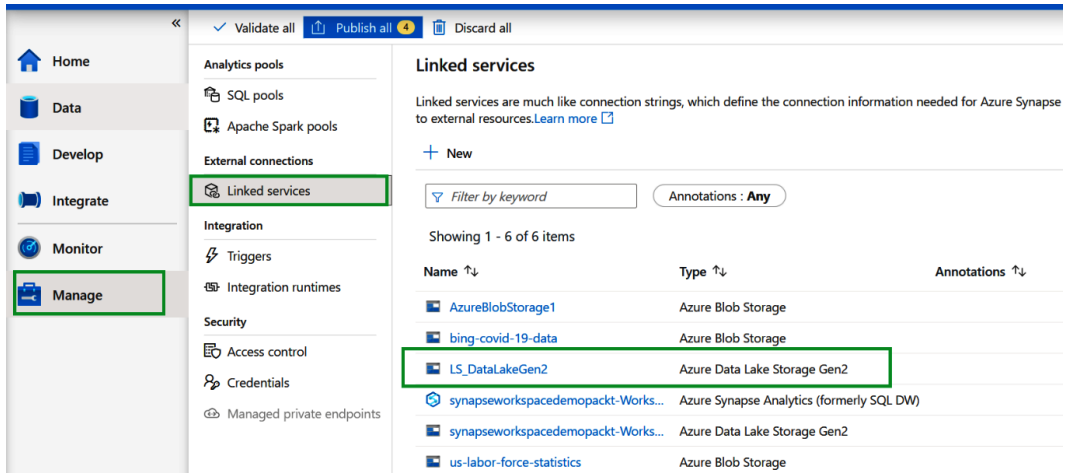 «
Home
Data
Develop
Integrate
Monitor
Manage
Validate all
Publish all 4
Discard all
Analytics pools
SQL pools
Apache Spark pools
External connections
Linked services
Integration
Triggers
Integration runtimes
Security
Access control
Credentials
Managed private endpoints
Linked services
Linked services are much like connection strings, which define the connection information needed for Azure Synapse
to external resources.Learn more
+ New
Filter by keyword
Annotations : Any
Showing 1 - 6 of 6 items
Name ↑↓ Type ↑↓ Annotations ↑↓
AzureBlobStorage1 Azure Blob Storage
bing-covid-19-data Azure Blob Storage
LS_DataLakeGen2 Azure Data Lake Storage Gen2
synapseworkspacedemopackt-Works... Azure Synapse Analytics (formerly SQL DW)
synapseworkspacedemopackt-Works... Azure Data Lake Storage Gen2
us-labor-force-statistics Azure Blob Storage